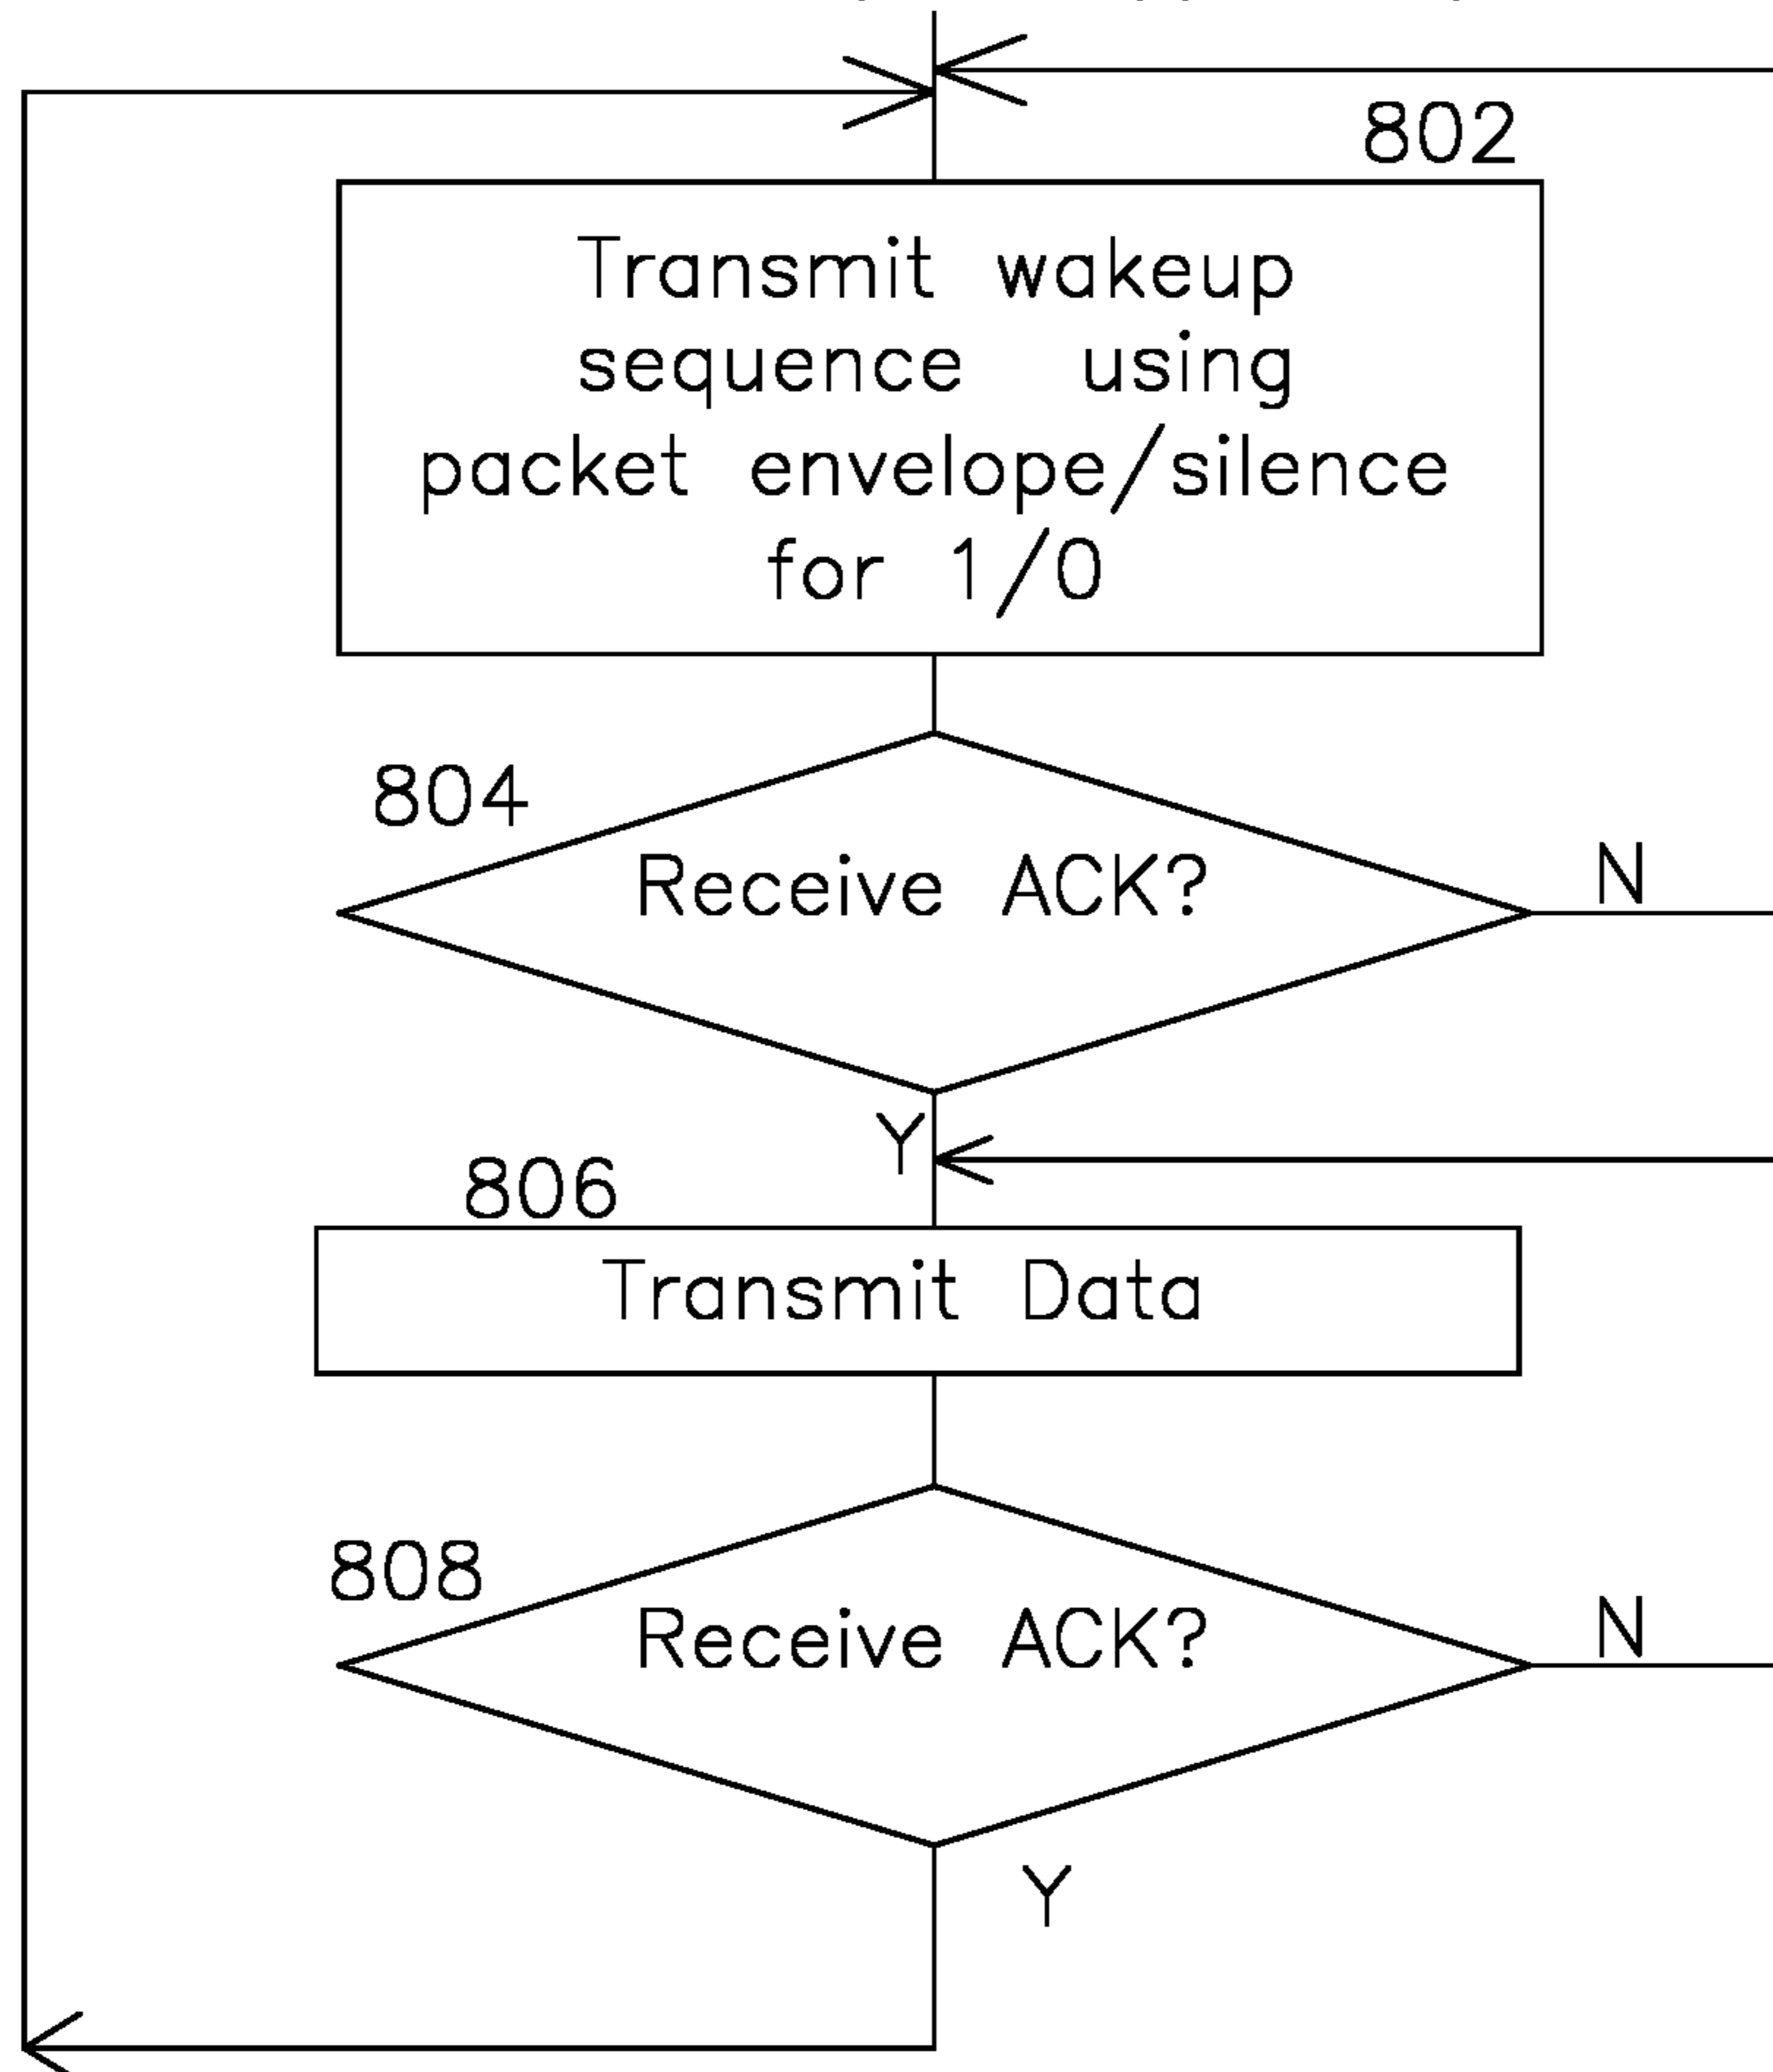 802
Transmit wakeup
sequence using
packet envelope/silence
for 1/0
804
Receive ACK?
N
Y
806
Transmit Data
808
Receive ACK?
N
Y